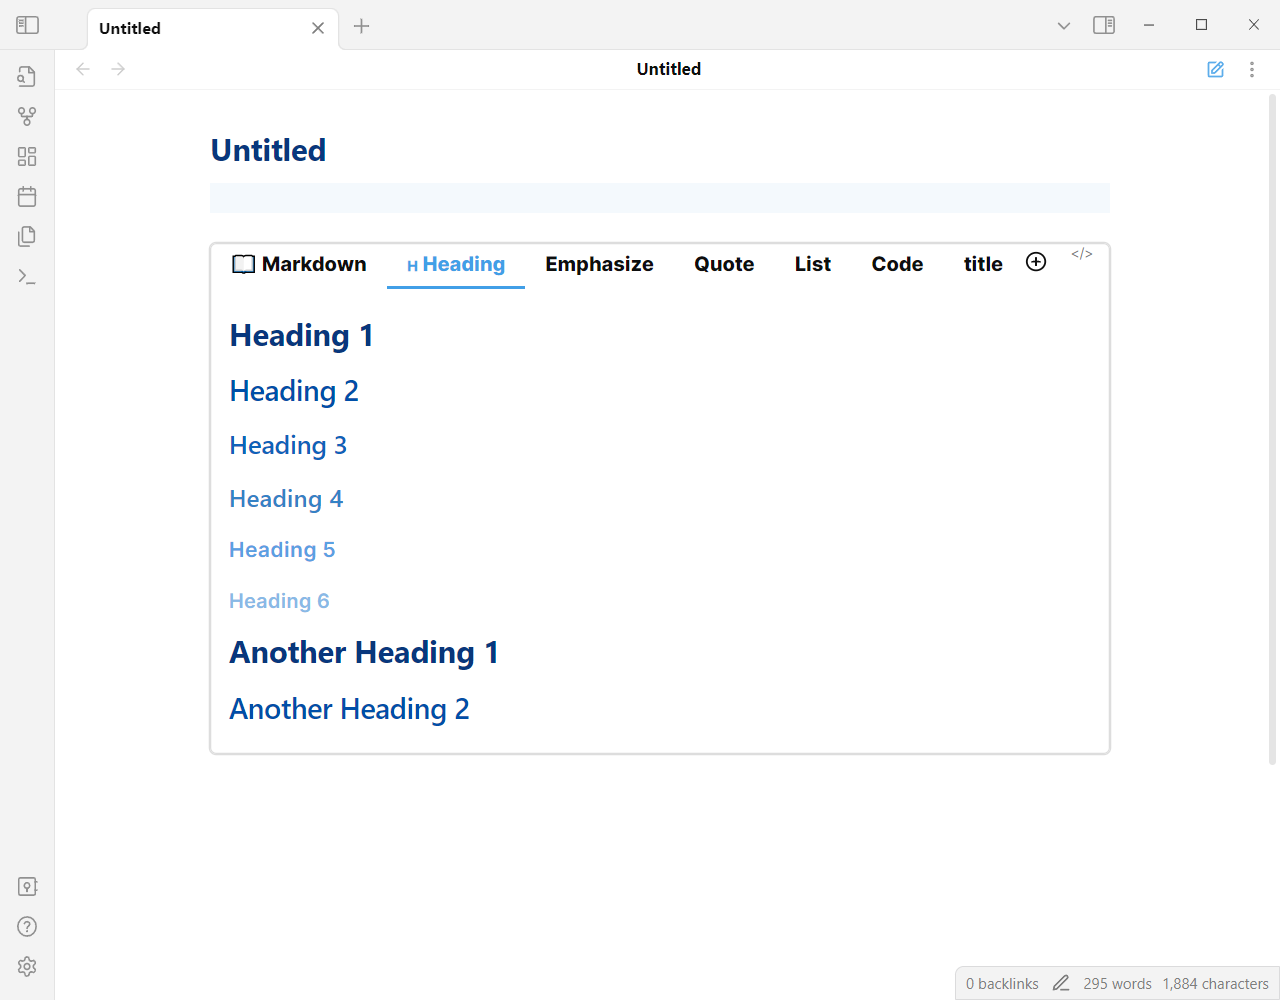 Untitled
Untitled
Untitled
Markdown H Heading Emphasize Quote List Code title </>
Heading 1
Heading 2
Heading 3
Heading 4
Heading 5
Heading 6
Another Heading 1
Another Heading 2
0 backlinks 295 words 1,884 characters